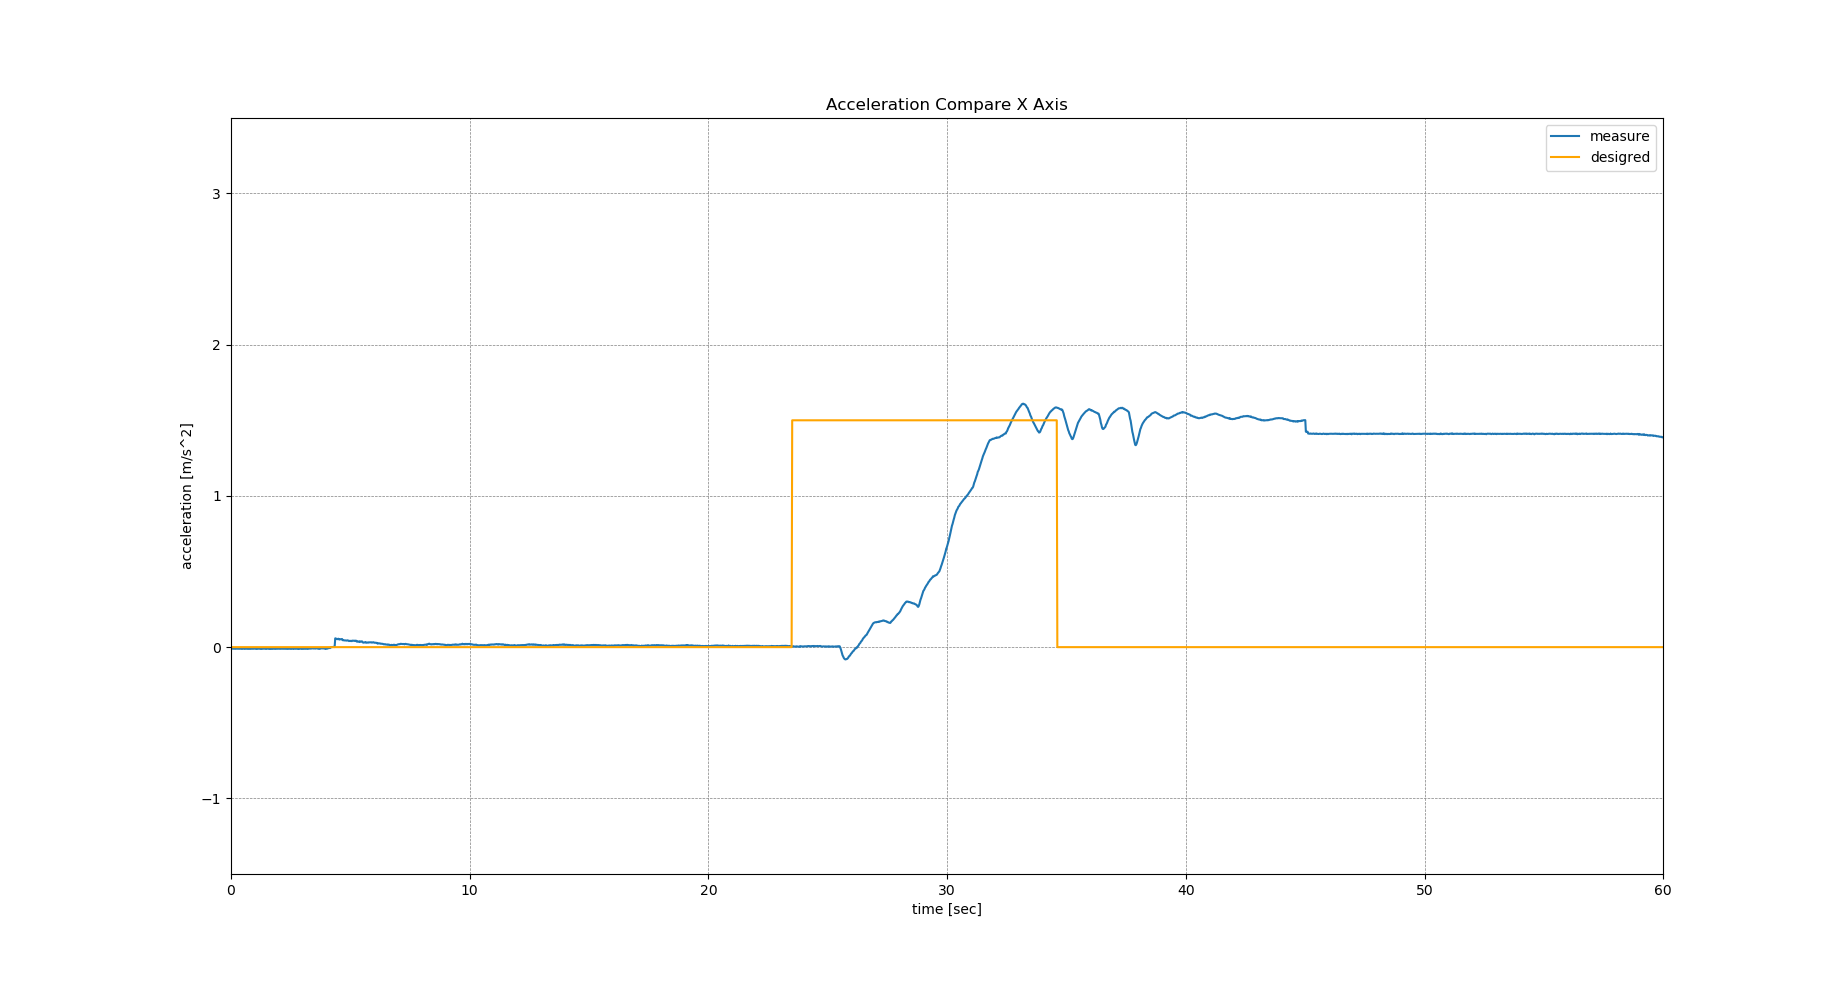 Acceleration Compare X Axis
measure
desigred
acceleration [m/s^2]
3
2
1
0
−1
0 10 20 30 40 50 60
time [sec]